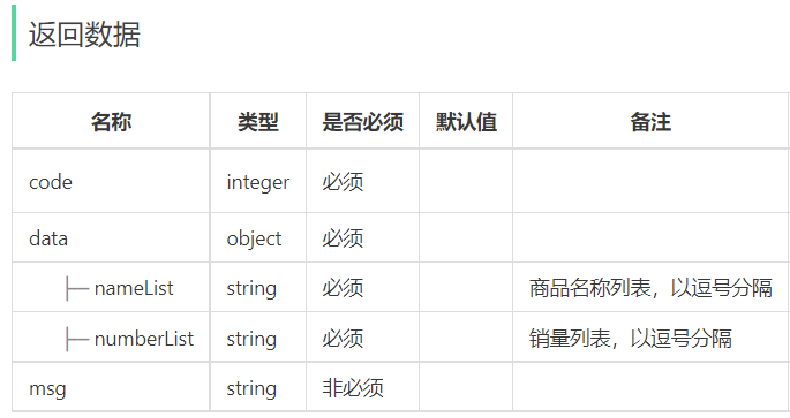 返回数据
名称 类型 是否必须 默认值 备注
code integer 必须
data object 必须
├─ nameList string 必须 商品名称列表，以逗号分隔
├─ numberList string 必须 销量列表，以逗号分隔
msg string 非必须